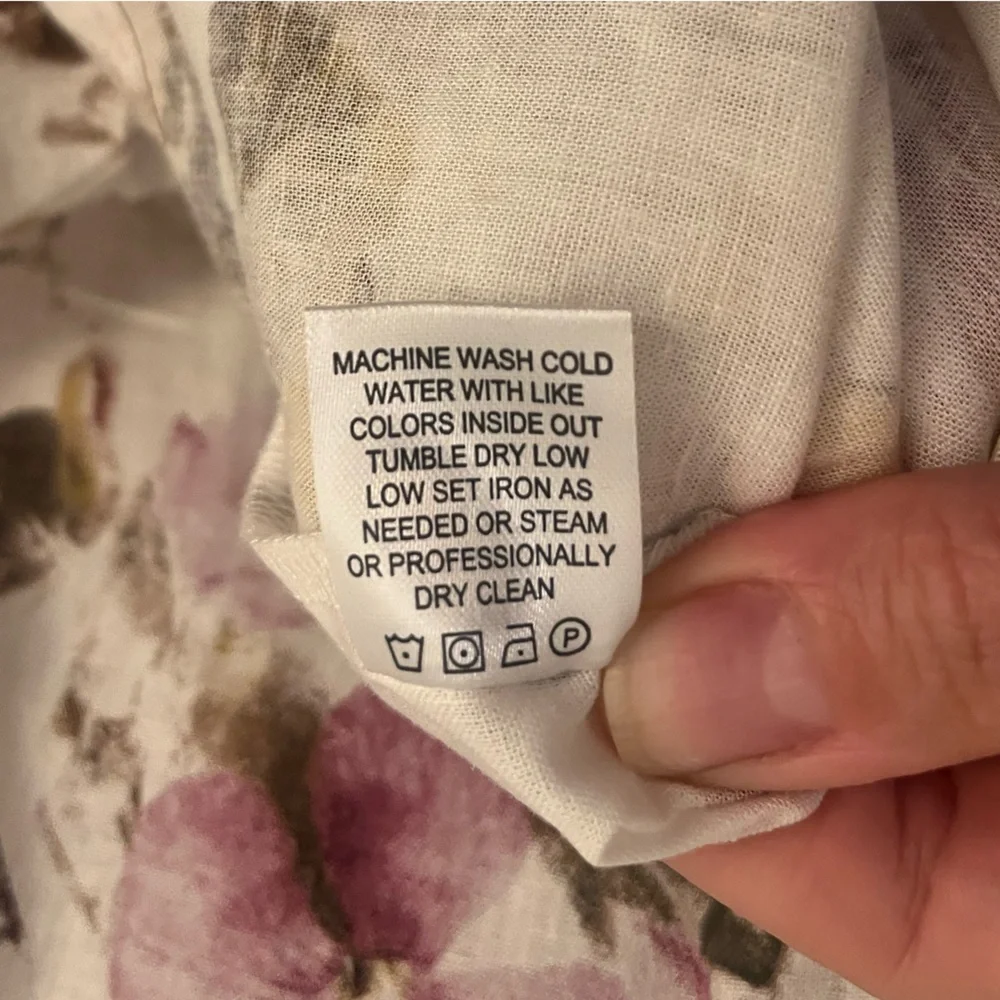 MACHINE WASH COLD
WATER WITH LIKE
COLORS INSIDE OUT
TUMBLE DRY LOW
LOW SET IRON AS
NEEDED OR STEAM
OR PROFESSIONALLY
DRY CLEAN
P